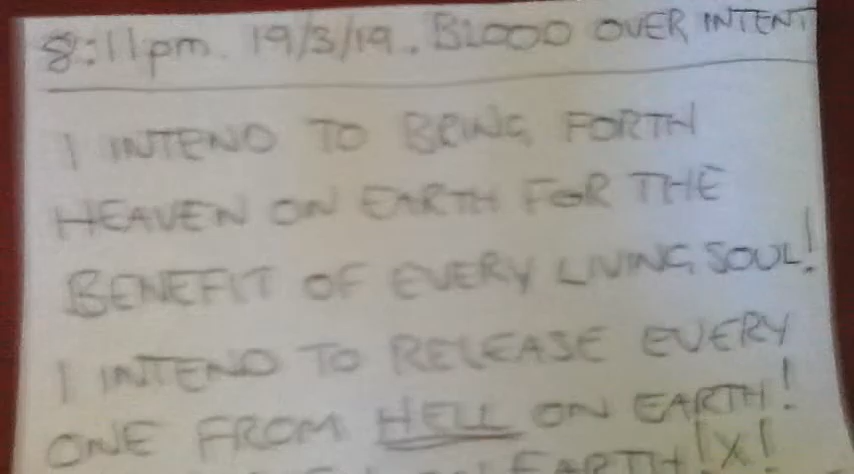 8:11pm. 19/3/19. BLOOD OVER INTENT
I INTEND TO BRING FORTH
HEAVEN ON EARTH FOR THE
BENEFIT OF EVERY LIVING SOUL!
I INTEND TO RELEASE EVERY
ONE FROM HELL ON EARTH!
EARTH!X!